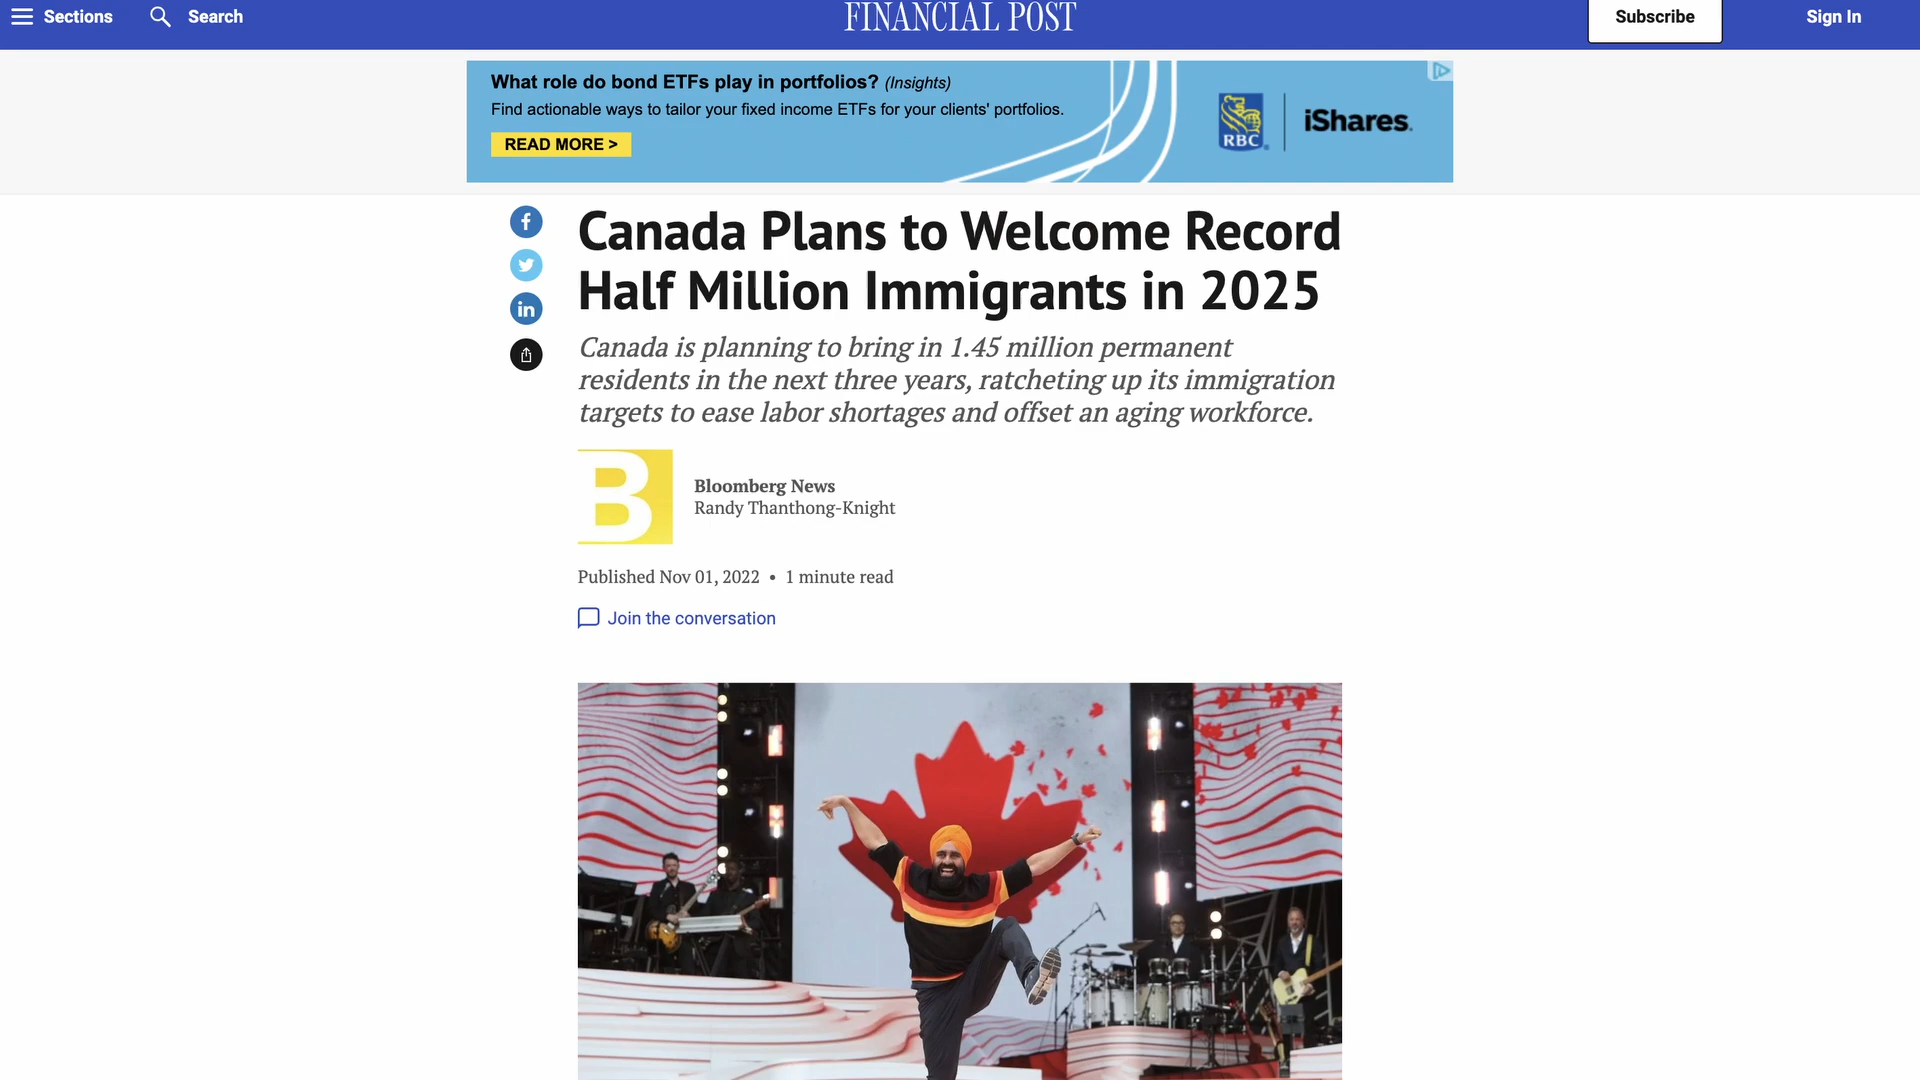 Sections
Search
FINANCIAL POST
Subscribe
Sign In
What role do bond ETFs play in portfolios? (Insights)
Find actionable ways to tailor your fixed income ETFs for your clients' portfolios.
READ MORE >
RBC
iShares.
Canada Plans to Welcome Record
Half Million Immigrants in 2025
Canada is planning to bring in 1.45 million permanent
residents in the next three years, ratcheting up its immigration
targets to ease labor shortages and offset an aging workforce.
B
Bloomberg News
Randy Thanthong-Knight
Published Nov 01, 2022 • 1 minute read
Join the conversation